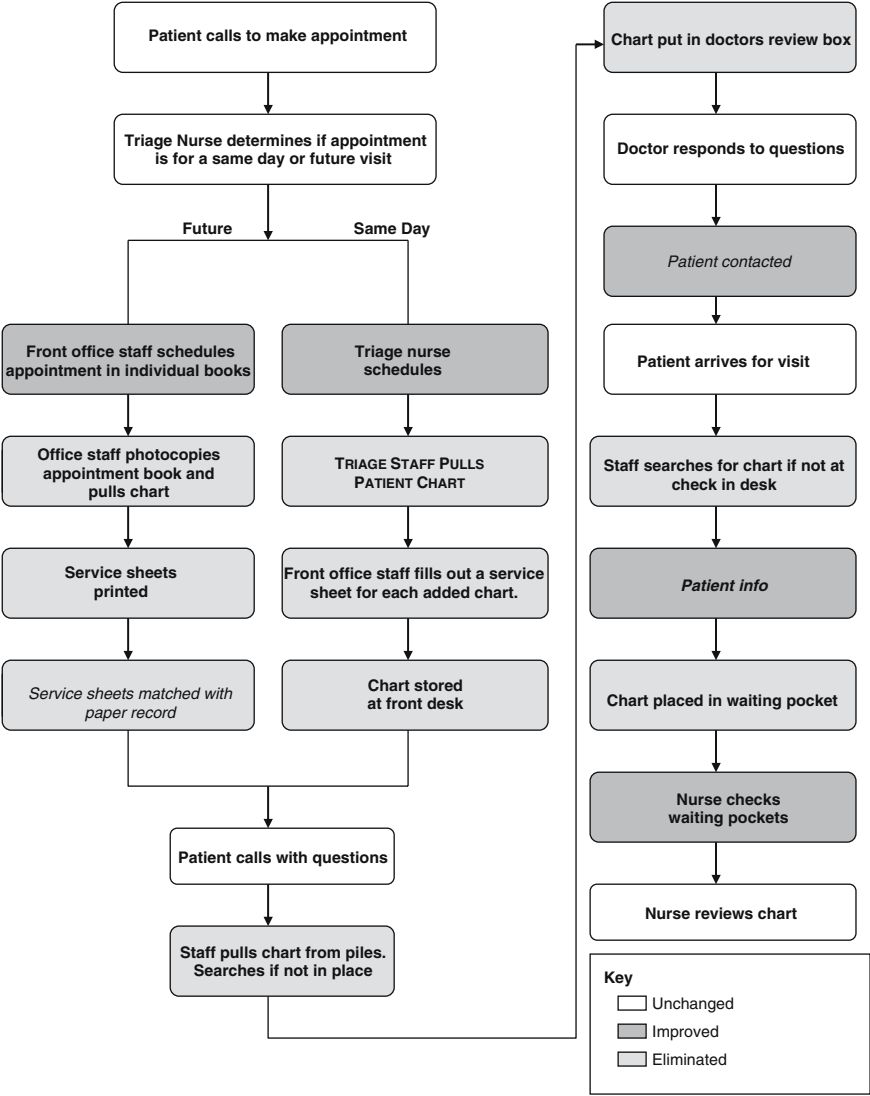 Patient calls to make appointment
Triage Nurse determines if appointment
is for a same day or future visit
Future
Same Day
Front office staff schedules
appointment in individual books
Office staff photocopies
appointment book and
pulls chart
Service sheets
printed
Service sheets matched with
paper record
Triage nurse
schedules
TRIAGE STAFF PULLS
PATIENT CHART
Front office staff fills out a service
sheet for each added chart.
Chart stored
at front desk
Patient calls with questions
Staff pulls chart from piles.
Searches if not in place
Chart put in doctors review box
Doctor responds to questions
Patient contacted
Patient arrives for visit
Staff searches for chart if not at
check in desk
Patient info
Chart placed in waiting pocket
Nurse checks
waiting pockets
Nurse reviews chart
Key
Unchanged
Improved
Eliminated